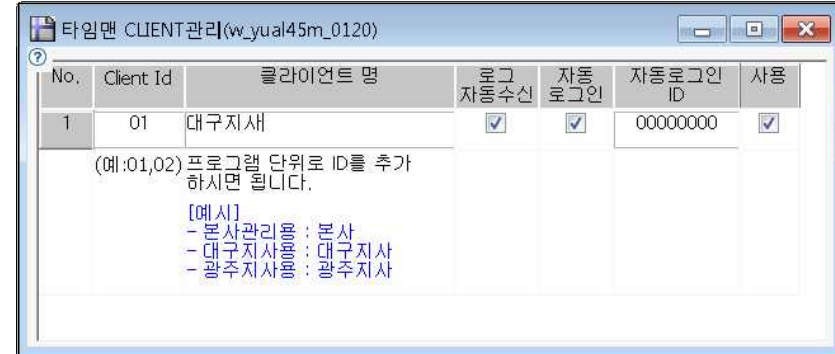 타임맨 CLIENT관리(w_yual45m_0120)
No. Client Id 클라이언트 명 로그 자동수신 자동 로그인 자동로그인 ID 사용
1 01 대구지사 00000000
(예:01,02) 프로그램 단위로 ID를 추가
하시면 됩니다.
[예시]
- 본사관리용 : 본사
- 대구지사용 : 대구지사
- 광주지사용 : 광주지사